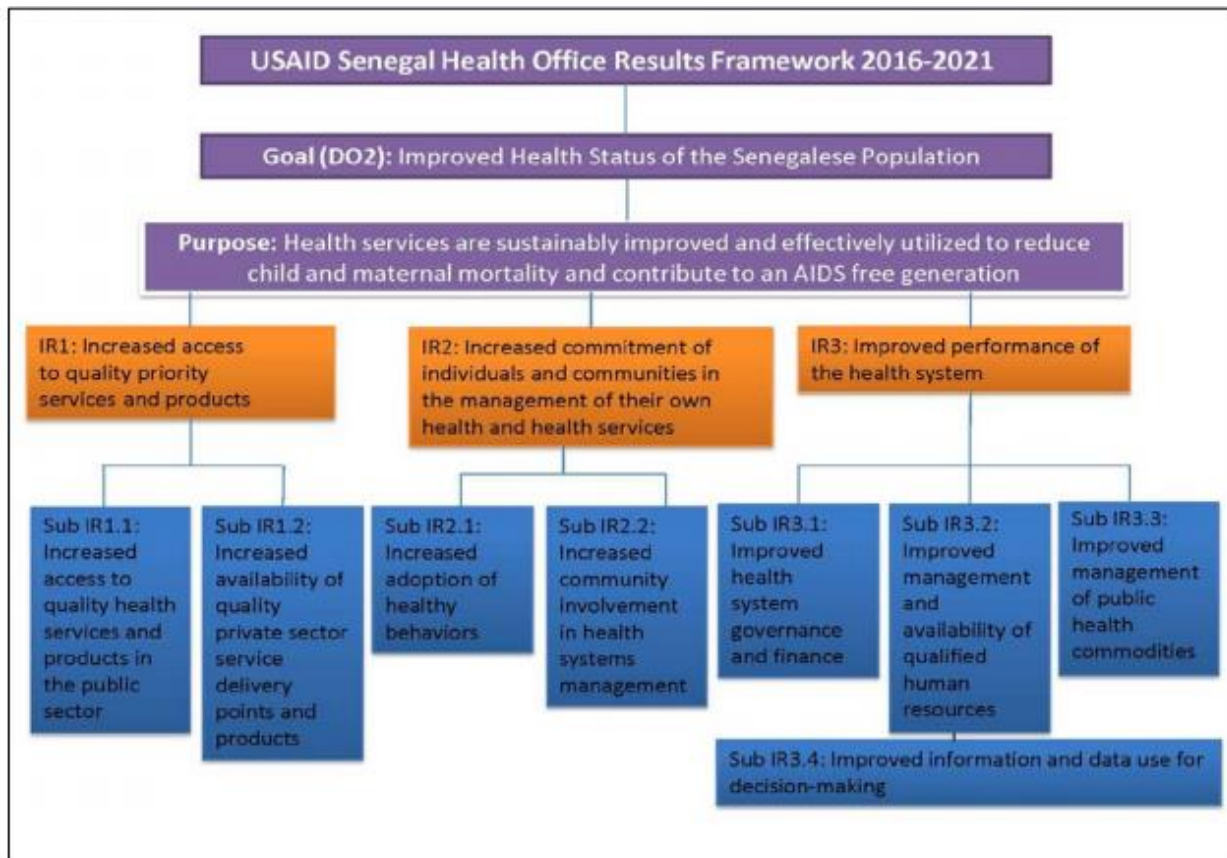 USAID Senegal Health Office Results Framework 2016-2021
Goal (DO2): Improved Health Status of the Senegalese Population
Purpose: Health services are sustainably improved and effectively utilized to reduce
child and maternal mortality and contribute to an AIDS free generation
IR1: Increased access
to quality priority
services and products
IR2: Increased commitment of
individuals and communities in
the management of their own
health and health services
IR3: Improved performance of
the health system
Sub IR1.1:
Increased
access to
quality health
services and
products in
the public
sector
Sub IR1.2:
Increased
availability of
quality
private sector
service
delivery
points and
products
Sub IR2.1:
Increased
adoption of
healthy
behaviors
Sub IR2.2:
Increased
community
involvement
in health
systems
management
Sub IR3.1:
Improved
health
system
governance
and finance
Sub IR3.2:
Improved
management
and
availability of
qualified
human
resources
Sub IR3.3:
Improved
management
of public
health
commodities
Sub IR3.4: Improved information and data use for
decision-making